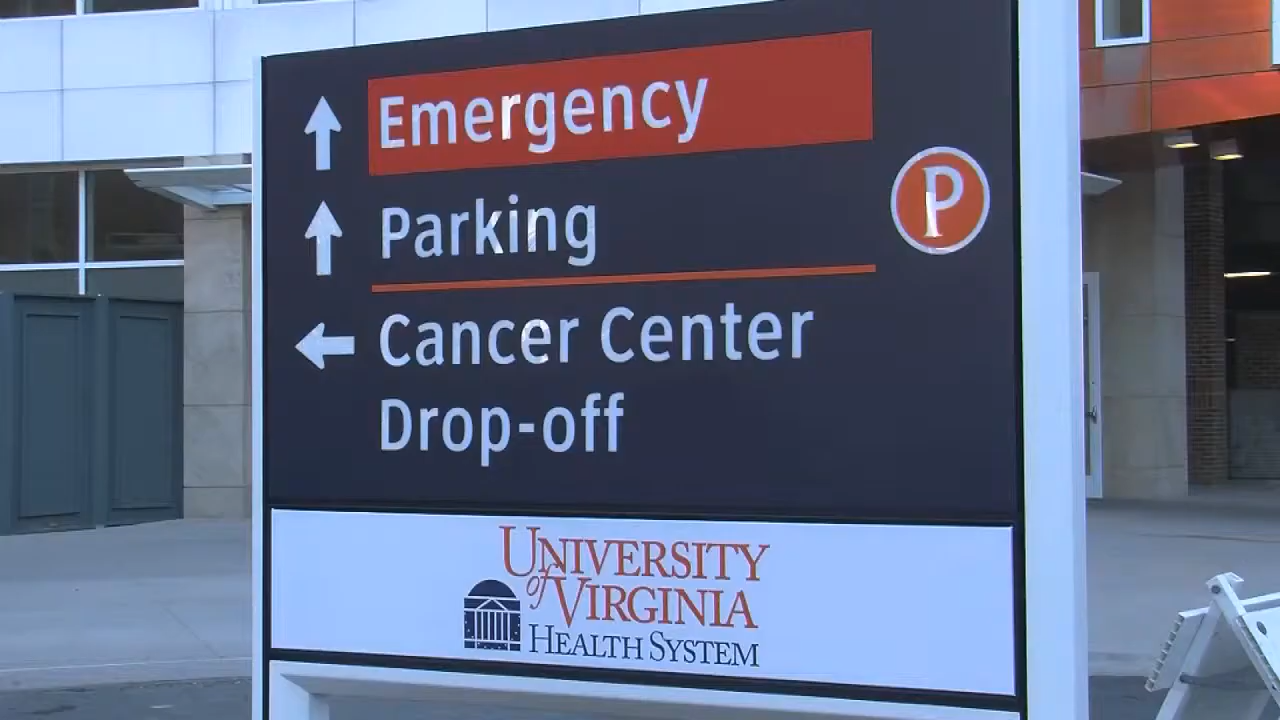 Emergency
Parking
P
Cancer Center
Drop-off
UNIVERSITY
of VIRGINIA
HEALTH SYSTEM